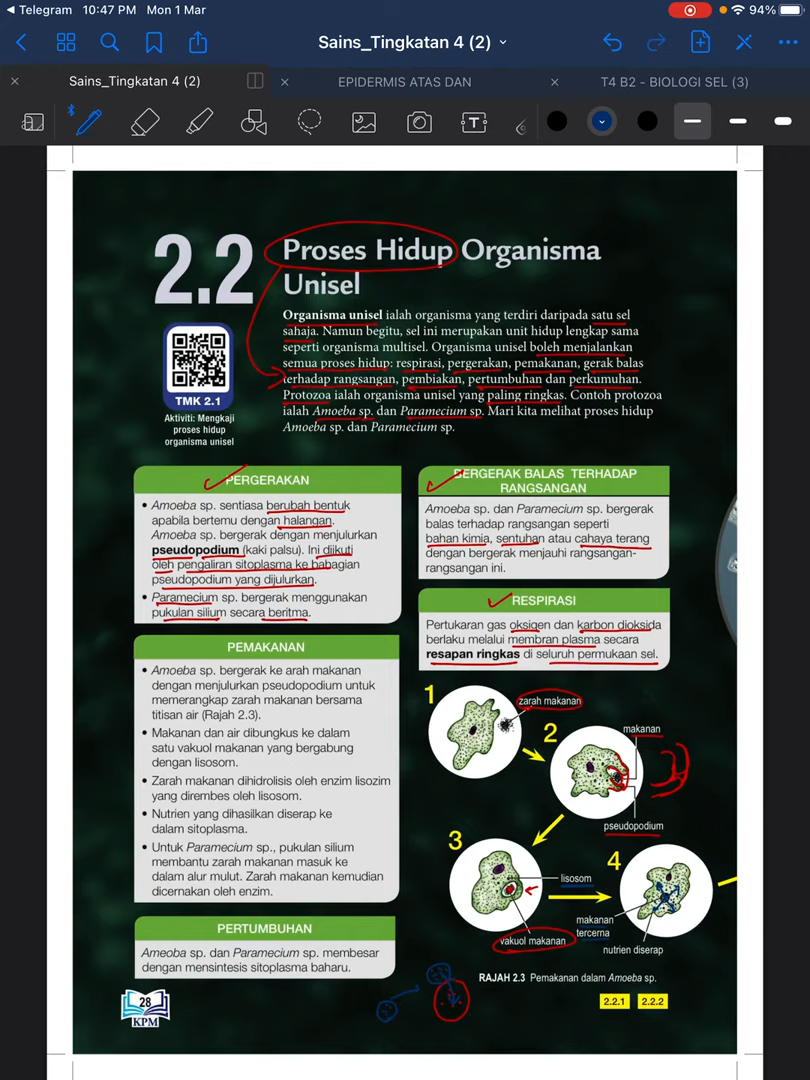 Telegram 10:47 PM Mon 1 Mar 94%
Sains_Tingkatan 4 (2)
Sains_Tingkatan 4 (2) EPIDERMIS ATAS DAN T4 B2 - BIOLOGI SEL (3)
2.2 Proses Hidup Organisma
Unisel
Organisma unisel ialah organisma yang terdiri daripada satu sel
sahaja. Namun begitu, sel ini merupakan unit hidup lengkap sama
seperti organisma multisel. Organisma unisel boleh menjalankan
semua proses hidup: respirasi, pergerakan, pemakanan, gerak balas
terhadap rangsangan, pembiakan, pertumbuhan dan perkumuhan.
Protozoa ialah organisma unisel yang paling ringkas. Contoh protozoa
ialah Amoeba sp. dan Paramecium sp. Mari kita melihat proses hidup
Amoeba sp. dan Paramecium sp.
TMK 2.1
Aktiviti: Mengkaji
proses hidup
organisma unisel
PERGERAKAN
• Amoeba sp. sentiasa berubah bentuk
apabila bertemu dengan halangan.
Amoeba sp. bergerak dengan menjulurkan
pseudopodium (kaki palsu). Ini diikuti
oleh pengaliran sitoplasma ke bahagian
pseudopodium yang dijulurkan.
• Paramecium sp. bergerak menggunakan
pukulan silium secara beritma.
PEMAKANAN
• Amoeba sp. bergerak ke arah makanan
dengan menjulurkan pseudopodium untuk
memerangkap zarah makanan bersama
titisan air (Rajah 2.3).
• Makanan dan air dibungkus ke dalam
satu vakuol makanan yang bergabung
dengan lisosom.
• Zarah makanan dihidrolisis oleh enzim lisozim
yang dirembes oleh lisosom.
• Nutrien yang dihasilkan diserap ke
dalam sitoplasma.
• Untuk Paramecium sp., pukulan silium
membantu zarah makanan masuk ke
dalam alur mulut. Zarah makanan kemudian
dicernakan oleh enzim.
PERTUMBUHAN
Ameoba sp. dan Paramecium sp. membesar
dengan mensintesis sitoplasma baharu.
BERGERAK BALAS TERHADAP
RANGSANGAN
Amoeba sp. dan Paramecium sp. bergerak
balas terhadap rangsangan seperti
bahan kimia, sentuhan atau cahaya terang
dengan bergerak menjauhi rangsangan-
rangsangan ini.
RESPIRASI
Pertukaran gas oksigen dan karbon dioksida
berlaku melalui membran plasma secara
resapan ringkas di seluruh permukaan sel.
1
zarah makanan
2
makanan
pseudopodium
3
lisosom
vakuol makanan
4
makanan
tercerna
nutrien diserap
RAJAH 2.3 Pemakanan dalam Amoeba sp.
2.2.1 2.2.2
28
KPM